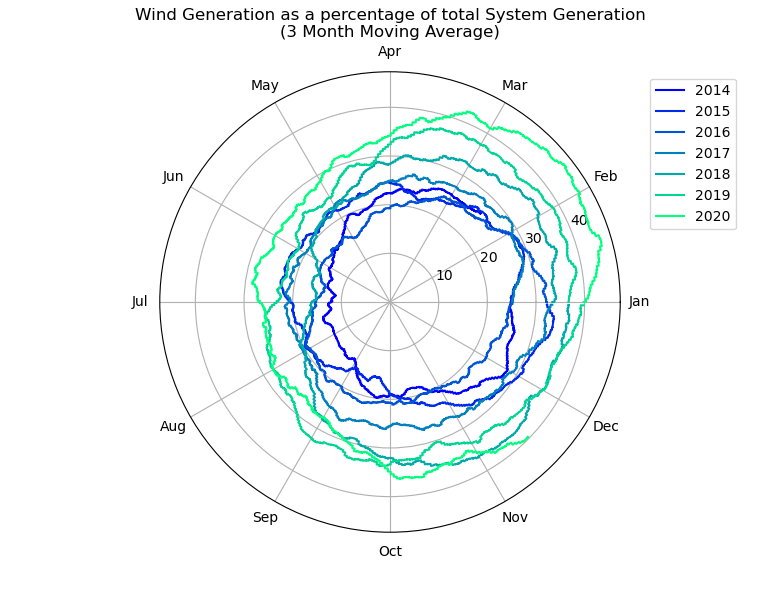 Wind Generation as a percentage of total System Generation
(3 Month Moving Average)
Apr
May
Mar
2014
2015
2016
2017
2018
2019
2020
Jun
Feb
40
30
20
10
Jul
Jan
Aug
Dec
Sep
Nov
Oct